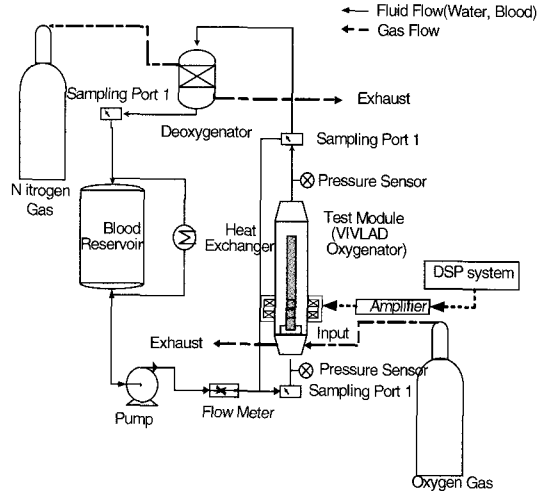 Fluid Flow(Water, Blood)
Gas Flow
Sampling Port 1
Exhaust
Deoxygenator
Sampling Port 1
N itrogen
Gas
Pressure Sensor
Blood
Reservoir
Heat
Exchanger
Test Module
(VIVLAD
Oxygenator)
DSP system
Amplifier
Input
Exhaust
Pressure Sensor
Sampling Port 1
Pump
Flow Meter
Oxygen Gas